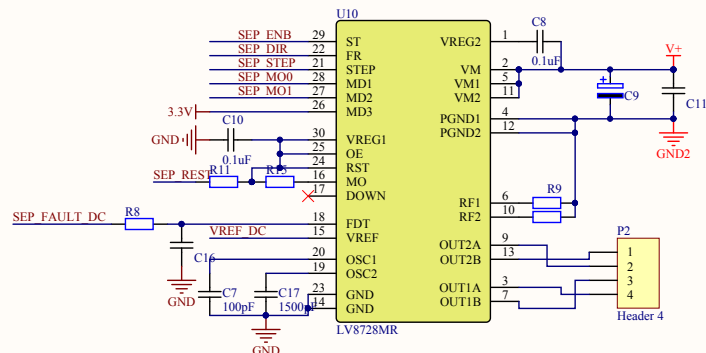 U10
SEP_ENB 29 ST VREG2 1 C8
SEP_DIR 22 FR 0.1uF V+
SEP_STEP 21 STEP VM 2
SEP_MO0 28 MD1 VM1 5
SEP_MO1 27 MD2 VM2 11 + C9 C11
3.3V 26 MD3
C10 PGND1 4
GND 30 VREG1 PGND2 12
0.1uF 25 OE GND2
24 RST
SEP_REST R11 R15 16 MO
17 DOWN RF1 6 R9
SEP_FAULT_DC R8 18 FDT RF2 10
VREF_DC 15 VREF P2
C16 20 OSC1 OUT2A 9 1
19 OSC2 OUT2B 13 2
GND C7 C17 3
100pF 1500pF 23 GND OUT1A 3 4
14 GND OUT1B 7
GND LV8728MR Header 4